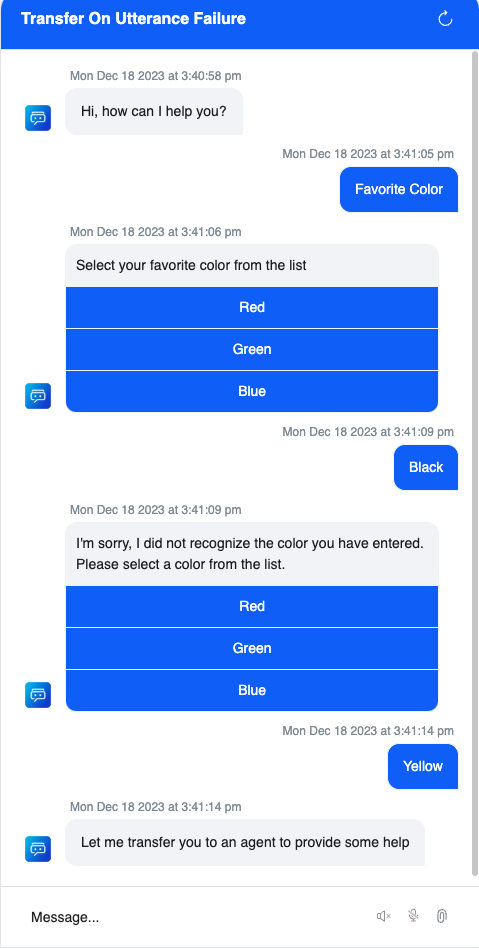 Transfer On Utterance Failure
Mon Dec 18 2023 at 3:40:58 pm
Hi, how can I help you?
Mon Dec 18 2023 at 3:41:05 pm
Favorite Color
Mon Dec 18 2023 at 3:41:06 pm
Select your favorite color from the list
Red
Green
Blue
Mon Dec 18 2023 at 3:41:09 pm
Black
Mon Dec 18 2023 at 3:41:09 pm
I'm sorry, I did not recognize the color you have entered.
Please select a color from the list.
Red
Green
Blue
Mon Dec 18 2023 at 3:41:14 pm
Yellow
Mon Dec 18 2023 at 3:41:14 pm
Let me transfer you to an agent to provide some help
Message...